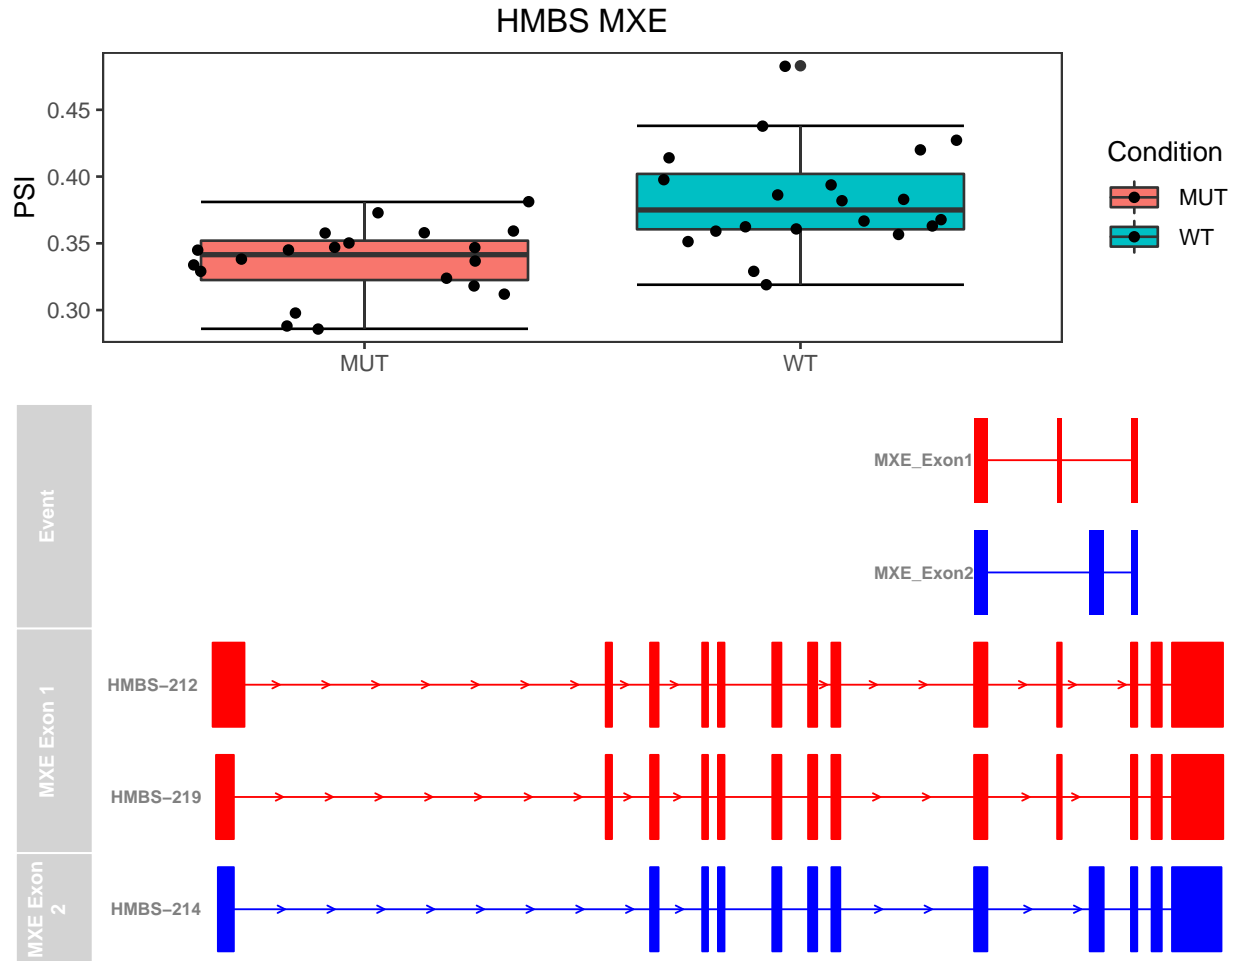 HMBS MXE
PSI
0.45
0.40
0.35
0.30
MUT
WT
Condition
MUT
WT
Event
MXE_Exon1
MXE_Exon2
MXE Exon 1
HMBS–212
HMBS–219
MXE Exon
2
HMBS–214